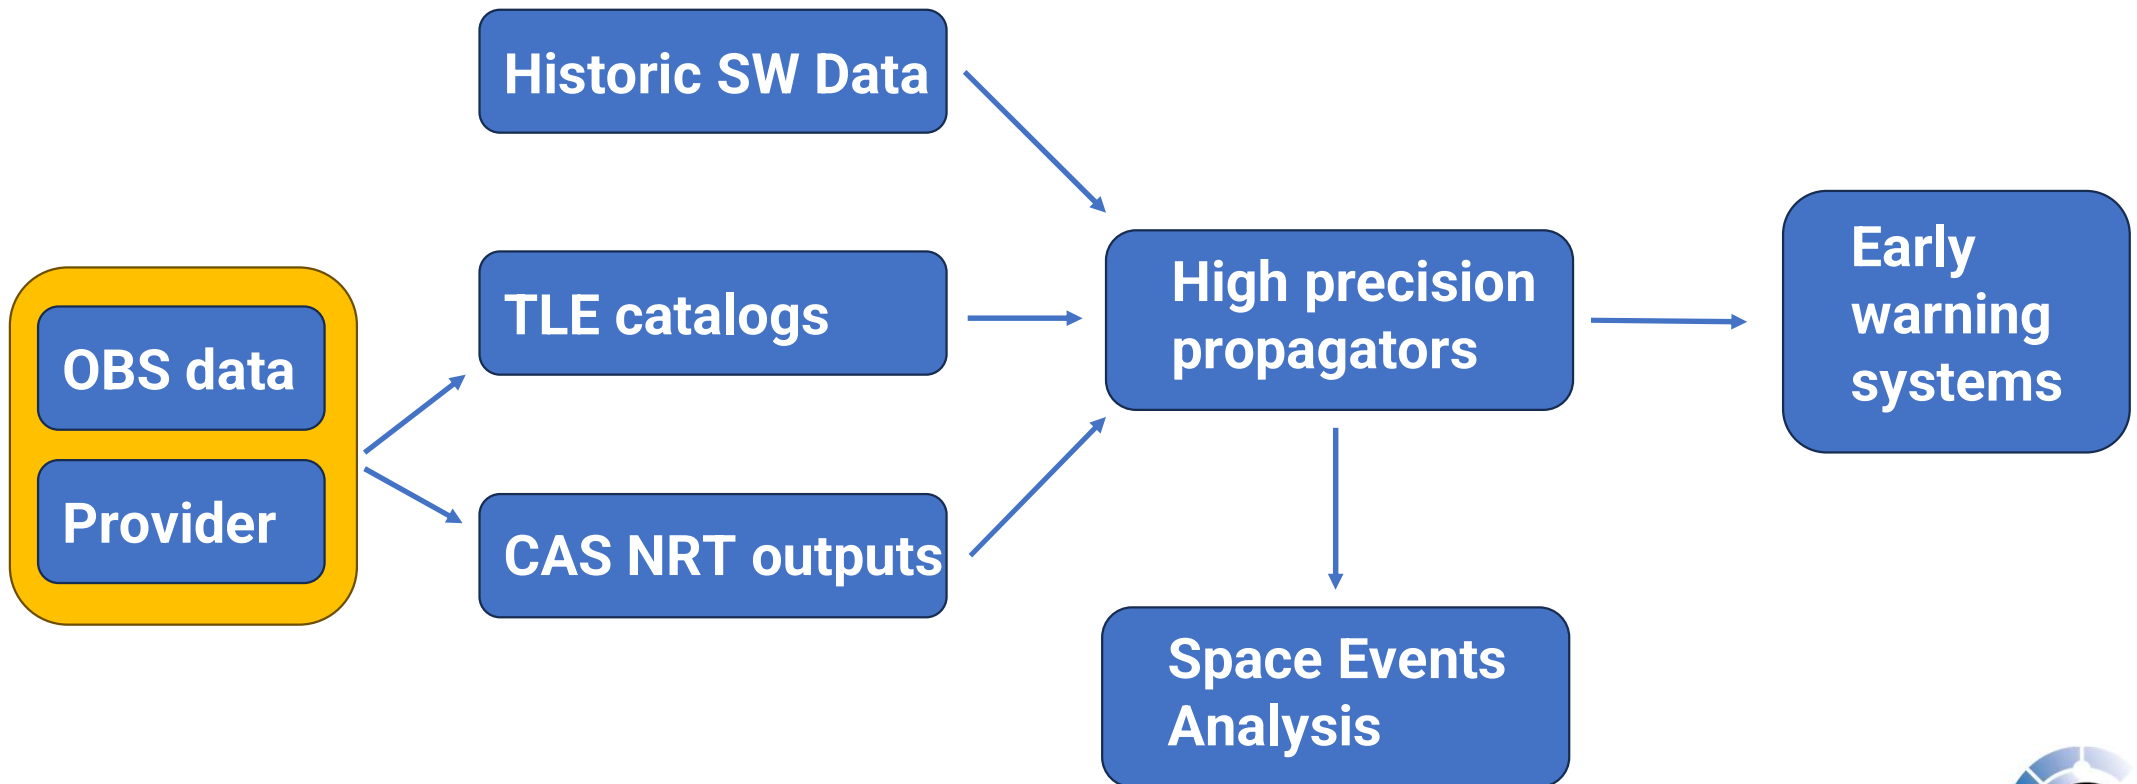 Historic SW Data
OBS data
Provider
TLE catalogs
CAS NRT outputs
High precision
propagators
Space Events
Analysis
Early
warning
systems